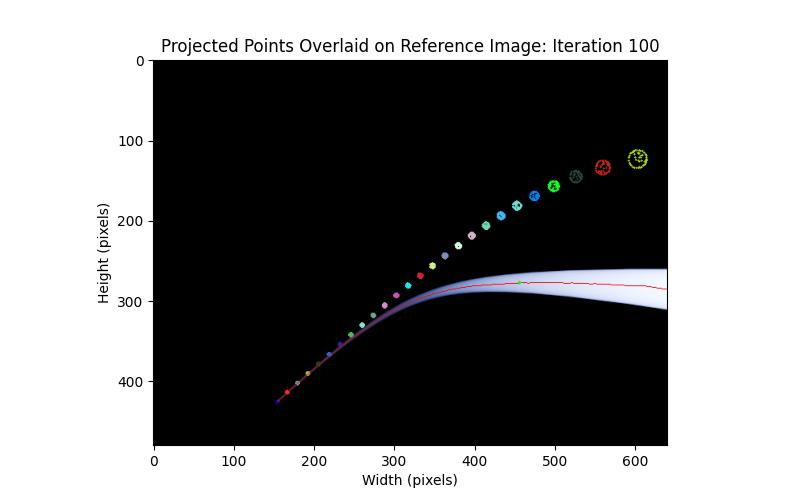 Projected Points Overlaid on Reference Image: Iteration 100
0
100
200
300
400
Height (pixels)
0 100 200 300 400 500 600
Width (pixels)